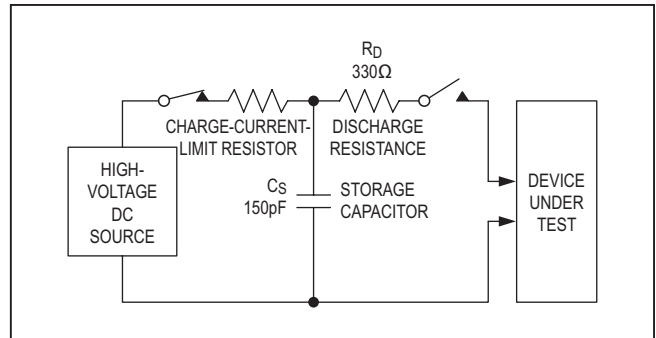 RD
330Ω
CHARGE-CURRENT-
LIMIT RESISTOR
DISCHARGE
RESISTANCE
HIGH-
VOLTAGE
DC
SOURCE
CS
150pF
STORAGE
CAPACITOR
DEVICE
UNDER
TEST